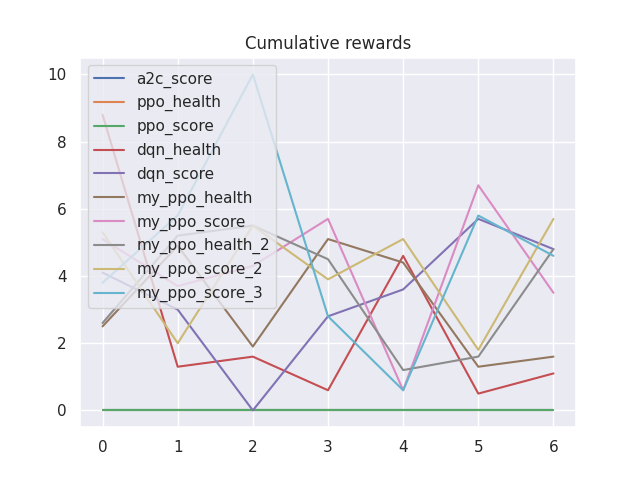 Cumulative rewards
10
8
6
4
2
0
a2c_score
ppo_health
ppo_score
dqn_health
dqn_score
my_ppo_health
my_ppo_score
my_ppo_health_2
my_ppo_score_2
my_ppo_score_3
0 1 2 3 4 5 6